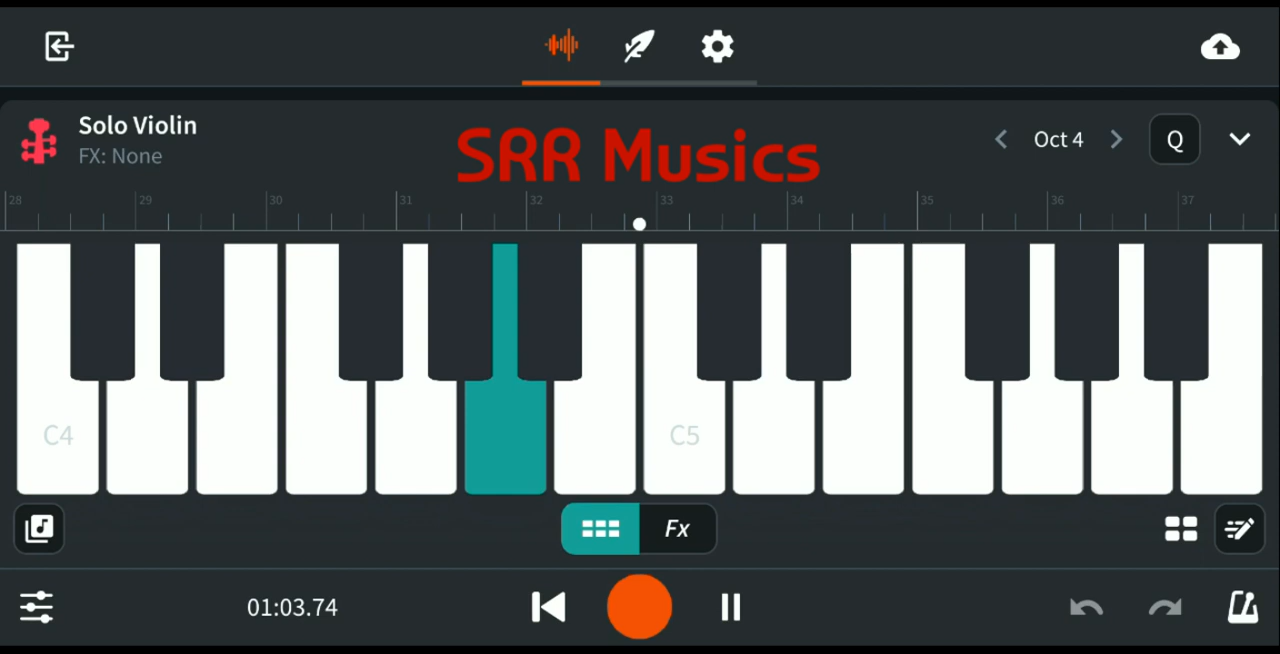 Solo Violin
FX: None
SRR Musics
Oct 4
Q
28 29 30 31 32 33 34 35 36 37
C4
C5
Fx
01:03.74